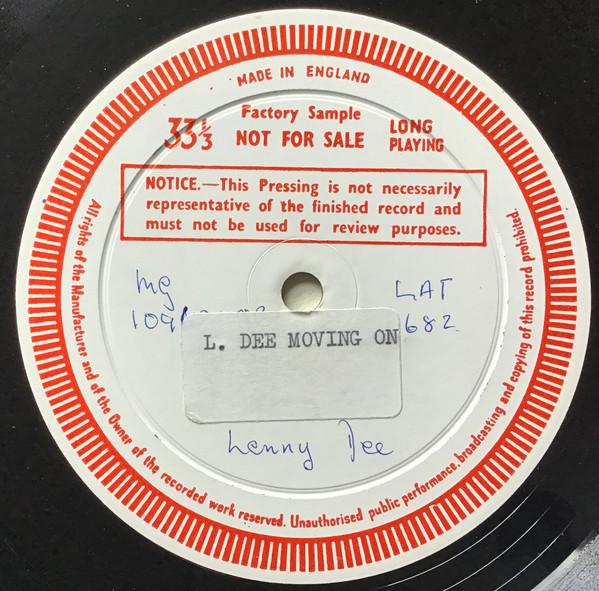 MADE IN ENGLAND
Factory Sample
33⅓ NOT FOR SALE LONG PLAYING
NOTICE.—This Pressing is not necessarily
representative of the finished record and
must not be used for review purposes.
mg LAT
682
L. DEE MOVING ON
Lenny Dee
All rights of the Manufacturer and of the Owner of the recorded work reserved. Unauthorised public performance, broadcasting and copying of this record prohibited.